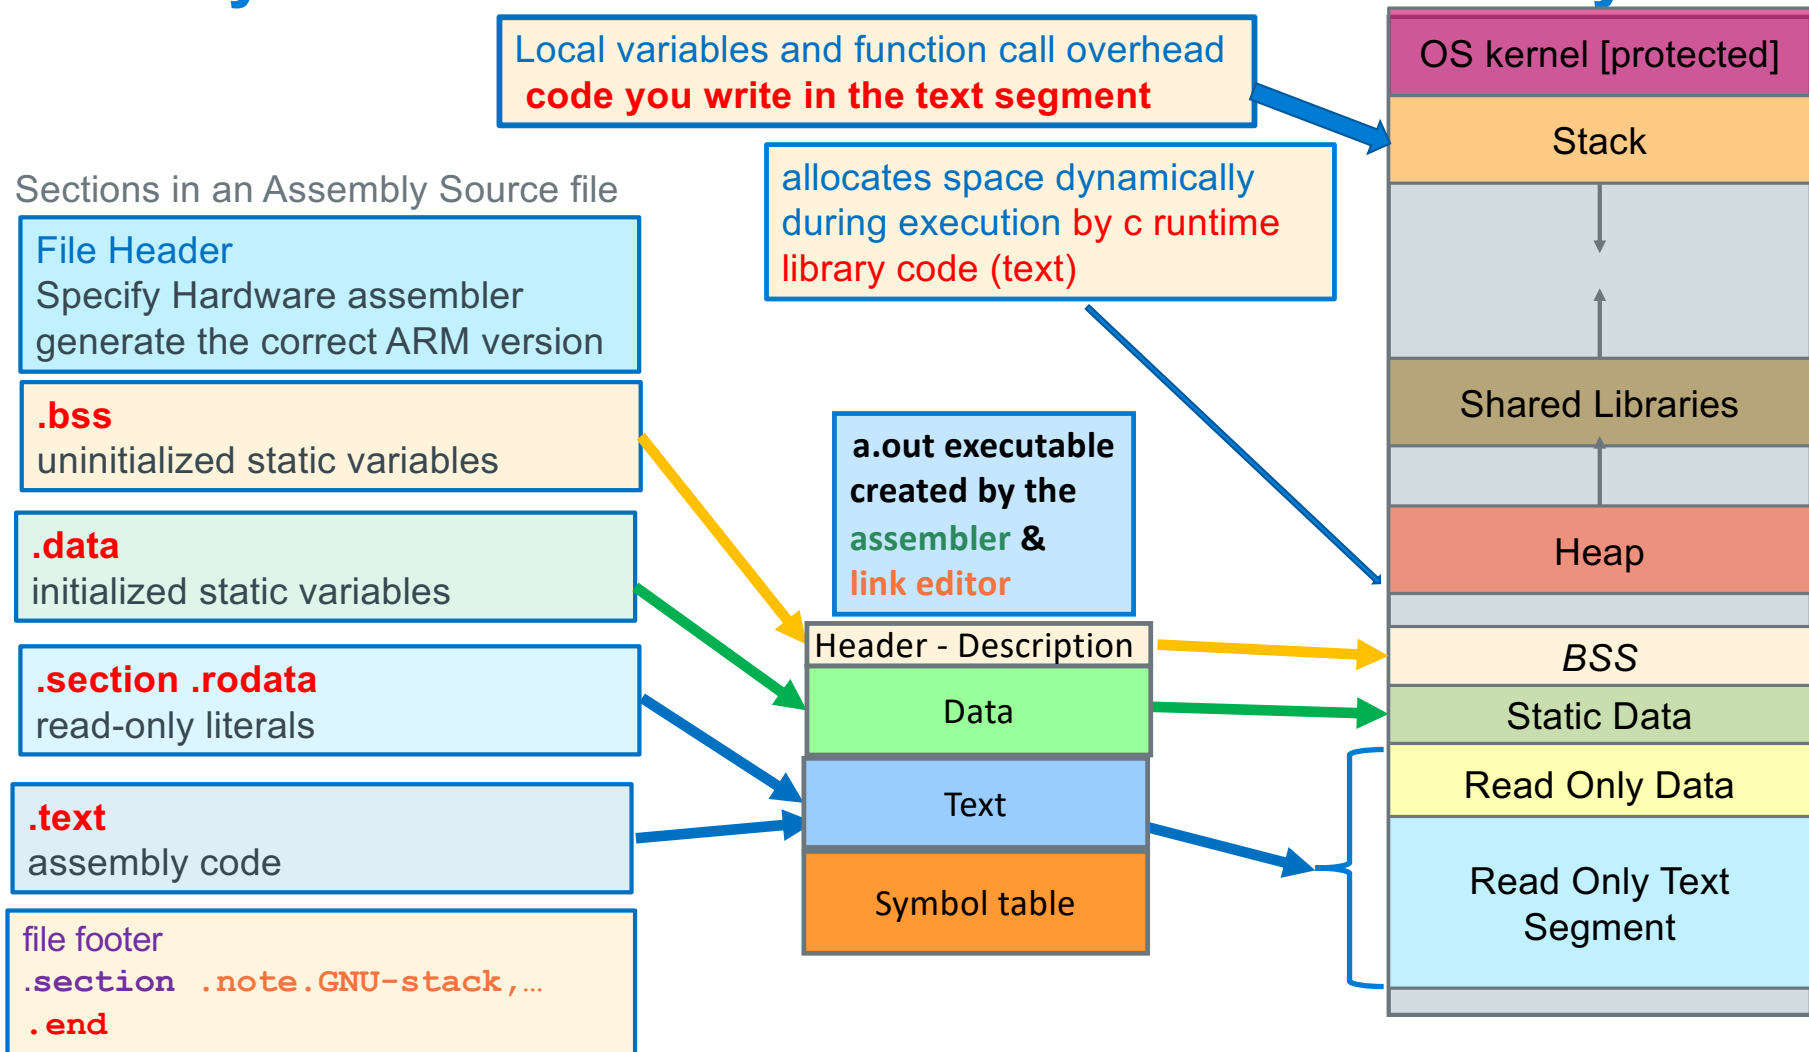 Local variables and function call overhead
code you write in the text segment
OS kernel [protected]
Stack
allocates space dynamically
during execution by c runtime
library code (text)
Sections in an Assembly Source file
File Header
Specify Hardware assembler
generate the correct ARM version
.bss
uninitialized static variables
.data
initialized static variables
.section .rodata
read-only literals
.text
assembly code
file footer
.section .note.GNU-stack,…
.end
a.out executable
created by the
assembler &
link editor
Header - Description
Data
Text
Symbol table
Shared Libraries
Heap
BSS
Static Data
Read Only Data
Read Only Text
Segment